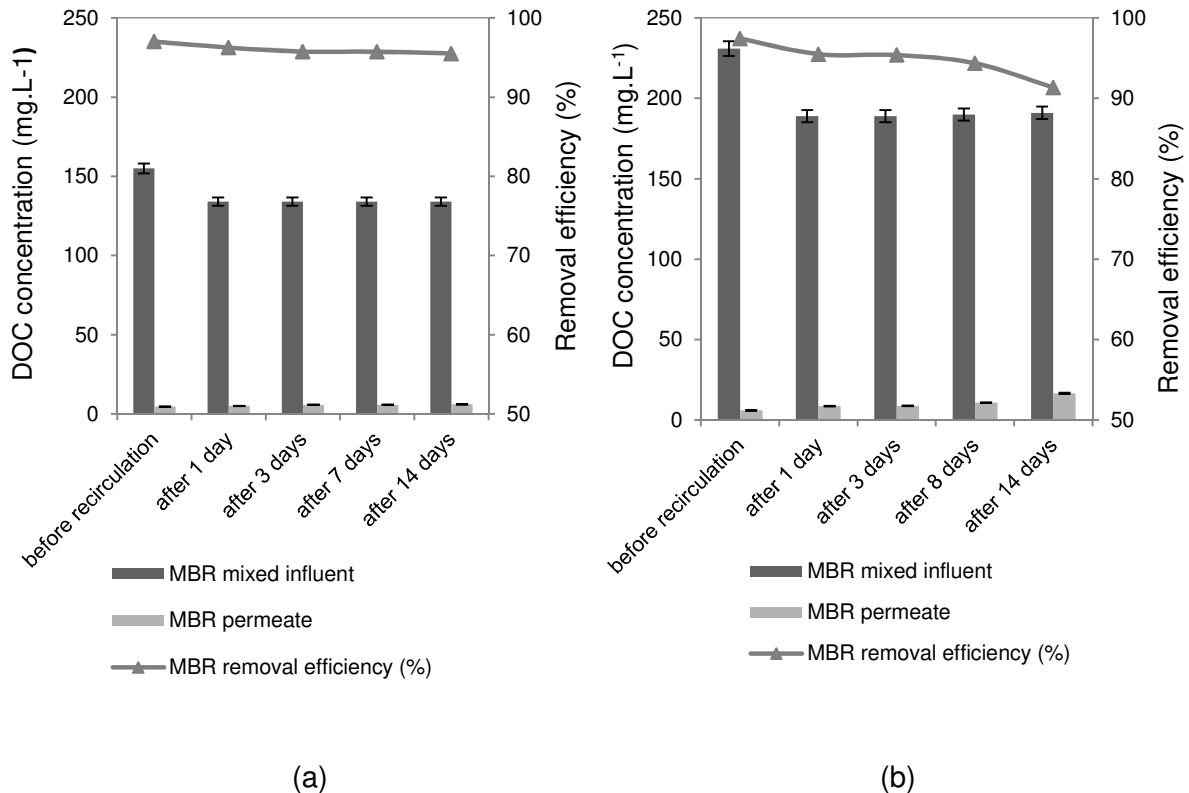 DOC concentration (mg.L-1)
250
200
150
100
50
0
100
90
80
70
60
50
Removal efficiency (%)
before recirculation
after 1 day
after 3 days
after 7 days
after 14 days
MBR mixed influent
MBR permeate
MBR removal efficiency (%)
(a)
DOC concentration (mg.L-1)
250
200
150
100
50
0
100
90
80
70
60
50
Removal efficiency (%)
before recirculation
after 1 day
after 3 days
after 8 days
after 14 days
MBR mixed influent
MBR permeate
MBR removal efficiency (%)
(b)